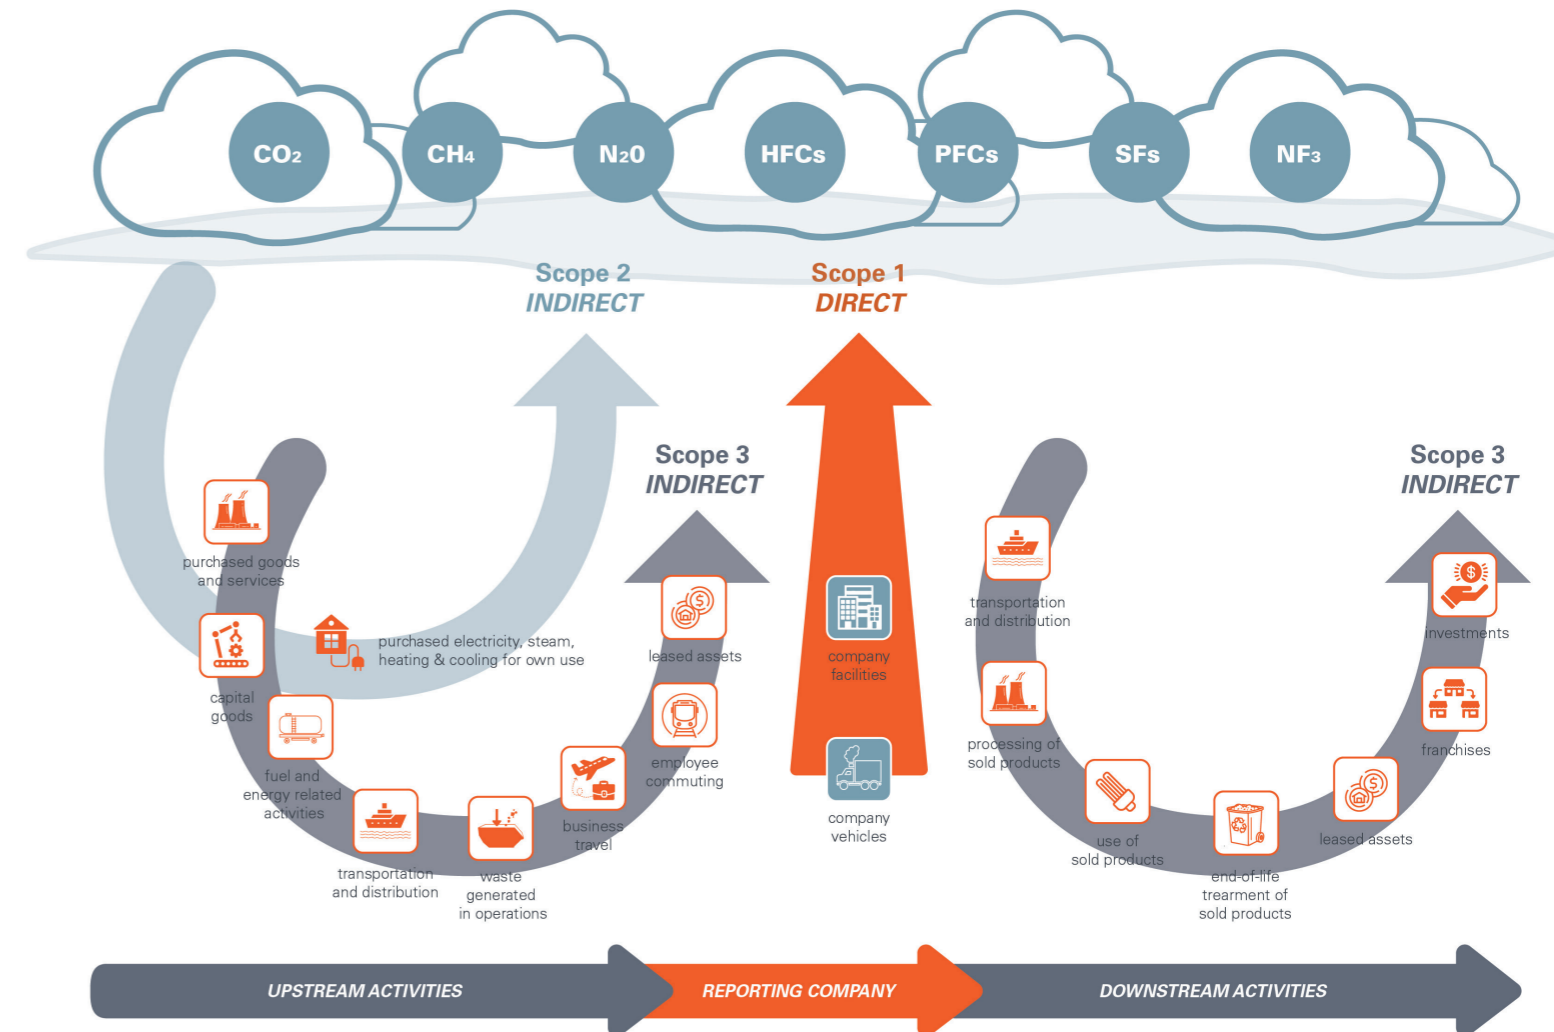 CO₂
CH₄
N₂0
HFCs
PFCs
SFs
NF₃
Scope 2
INDIRECT
Scope 1
DIRECT
Scope 3
INDIRECT
Scope 3
INDIRECT
purchased goods
and services
capital
goods
fuel and
energy related
activities
transportation
and distribution
waste
generated
in operations
business
travel
employee
commuting
leased assets
purchased electricity, steam,
heating & cooling for own use
company
facilities
company
vehicles
transportation
and distribution
processing of
sold products
use of
sold products
end-of-life
trearment of
sold products
leased assets
franchises
investments
UPSTREAM ACTIVITIES
REPORTING COMPANY
DOWNSTREAM ACTIVITIES